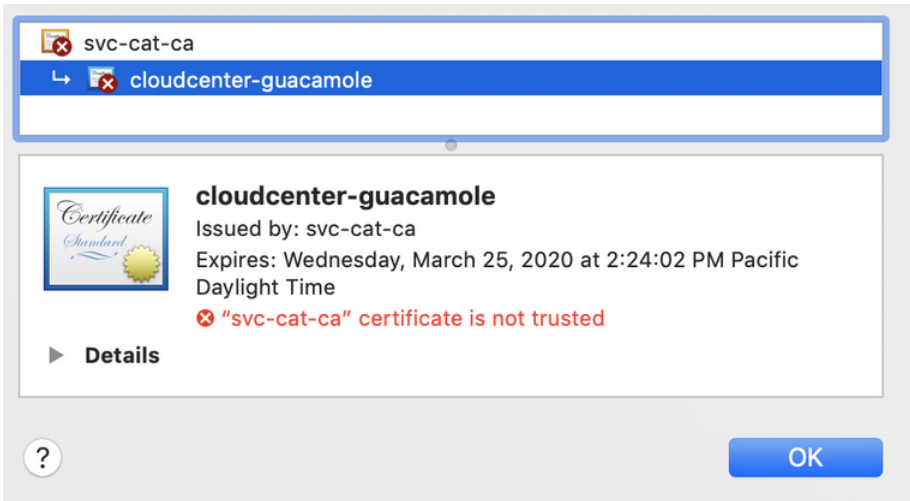 svc-cat-ca
cloudcenter-guacamole
Certificate
Standard
cloudcenter-guacamole
Issued by: svc-cat-ca
Expires: Wednesday, March 25, 2020 at 2:24:02 PM Pacific
Daylight Time
“svc-cat-ca” certificate is not trusted
Details
?
OK